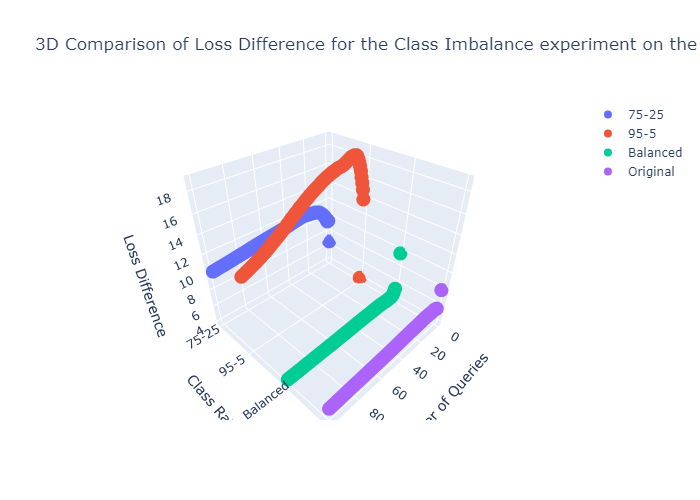 3D Comparison of Loss Difference for the Class Imbalance experiment on the
75-25
95-5
Balanced
Original
18
16
14
12
10
8
6
4
Loss Difference
75-25
95-5
Balanced
Class Ra
0
20
40
60
80
er of Queries